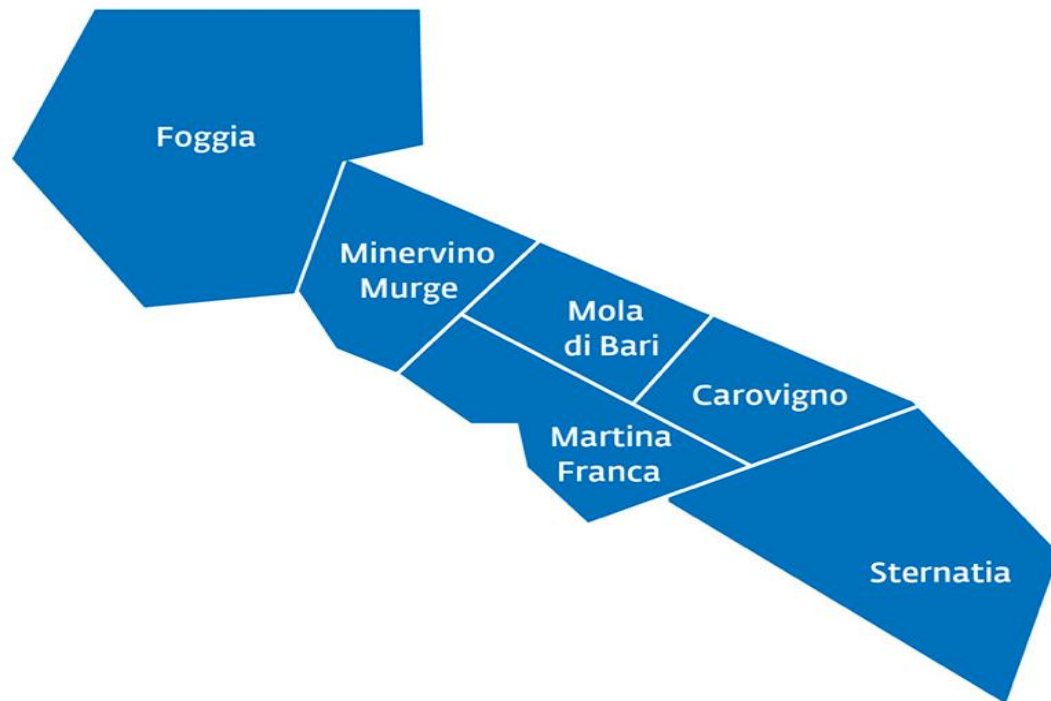 Foggia
Minervino
Murge
Mola
di Bari
Carovigno
Martina
Franca
Sternatia